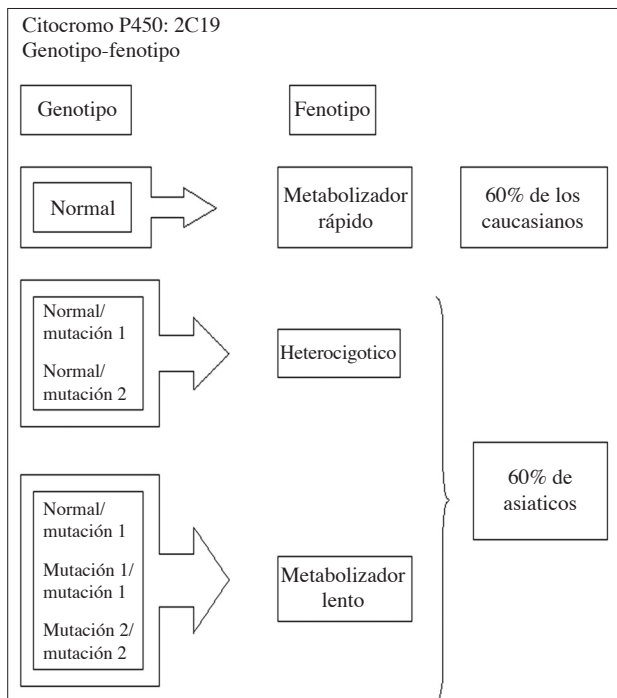 Citocromo P450: 2C19
Genotipo-fenotipo
Genotipo
Fenotipo
Normal
Metabolizador
rápido
60% de los
caucasianos
Normal/
mutación 1
Normal/
mutación 2
Heterocigotico
Normal/
mutación 1
Mutación 1/
mutación 1
Mutación 2/
mutación 2
Metabolizador
lento
60% de
asiaticos